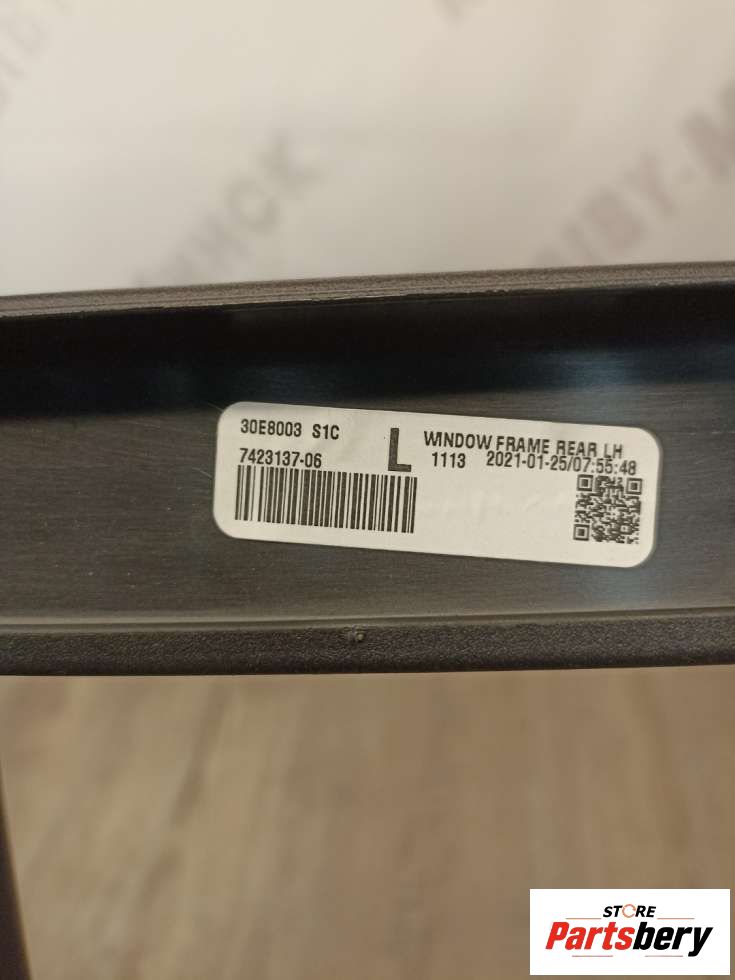 30E8003 S1C
7423137-06
L
WINDOW FRAME REAR LH
1113 2021-01-25/07:55:48
STORE
Partsbery